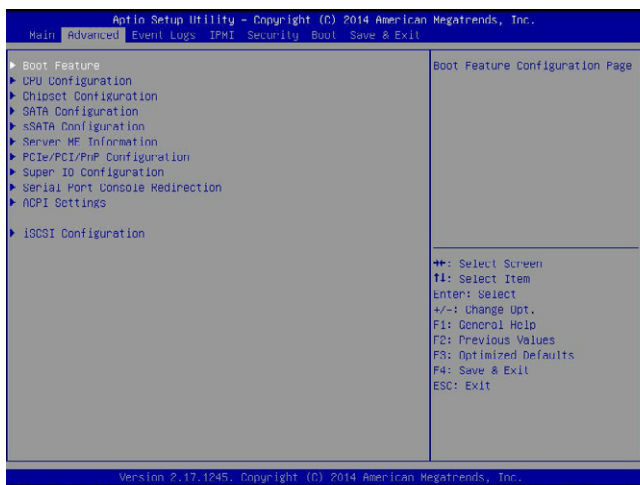 Aptio Setup Utility – Copyright (C) 2014 American Megatrends, Inc.
Main Advanced Event Logs IPMI Security Boot Save & Exit
Boot Feature
CPU Configuration
Chipset Configuration
SATA Configuration
sSATA Configuration
Server ME Information
PCIe/PCI/PnP Configuration
Super IO Configuration
Serial Port Console Redirection
ACPI Settings
iSCSI Configuration
Boot Feature Configuration Page
→←: Select Screen
↑↓: Select Item
Enter: Select
+/-: Change Opt.
F1: General Help
F2: Previous Values
F3: Optimized Defaults
F4: Save & Exit
ESC: Exit
Version 2.17.1245. Copyright (C) 2014 American Megatrends, Inc.